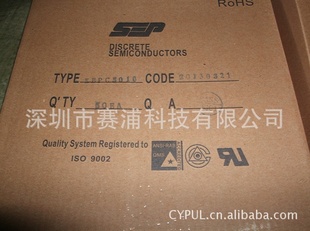 RoHS
SEP
DISCRETE
SEMICONDUCTORS
TYPE CODE
Q'TY Q A
深圳市赛浦科技有限公司
Quality System Registered to
ISO 9002
CYPUL.cn.alibaba.com